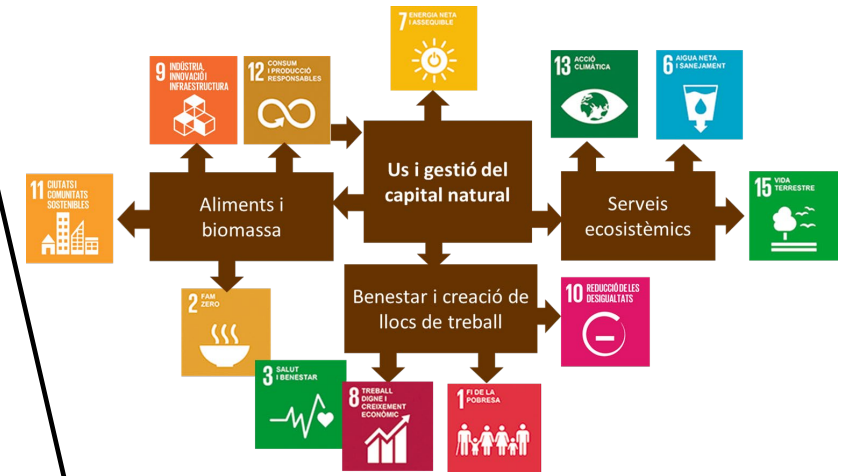 7 ENERGIA NETA
I ASSEQUIBLE
9 INDÚSTRIA,
INNOVACIÓ I
INFRAESTRUCTURA
12 CONSUM
I PRODUCCIÓ
RESPONSABLES
13 ACCIÓ
CLIMÀTICA
6 AIGUA NETA
I SANEJAMENT
Us i gestió del
capital natural
11 CIUTATS I
COMUNITATS
SOSTENIBLES
Aliments i
biomassa
Serveis
ecosistèmics
15 VIDA
TERRESTRE
2 FAM
ZERO
Benestar i creació de
llocs de treball
10 REDUCCIÓ DE LES
DESIGUALTATS
3 SALUT
I BENESTAR
8 TREBALL
DIGNE I
CREIXEMENT
ECONÒMIC
1 FI DE LA
POBRESA